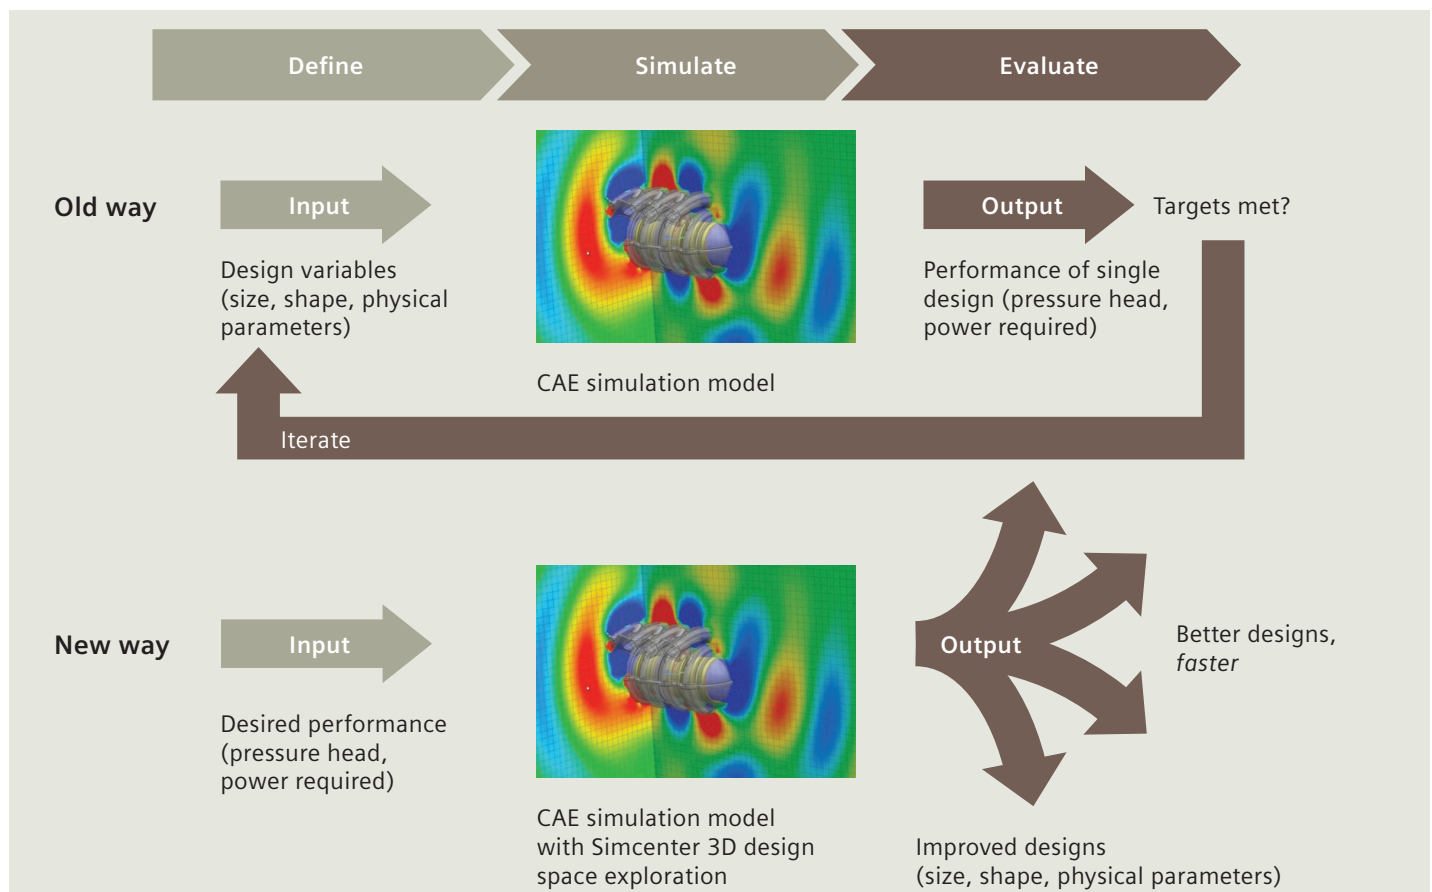 Define
Simulate
Evaluate
Old way
Input
Output
Targets met?
Design variables
(size, shape, physical
parameters)
Performance of single
design (pressure head,
power required)
CAE simulation model
Iterate
New way
Input
Output
Better designs,
faster
Desired performance
(pressure head,
power required)
CAE simulation model
with Simcenter 3D design
space exploration
Improved designs
(size, shape, physical parameters)